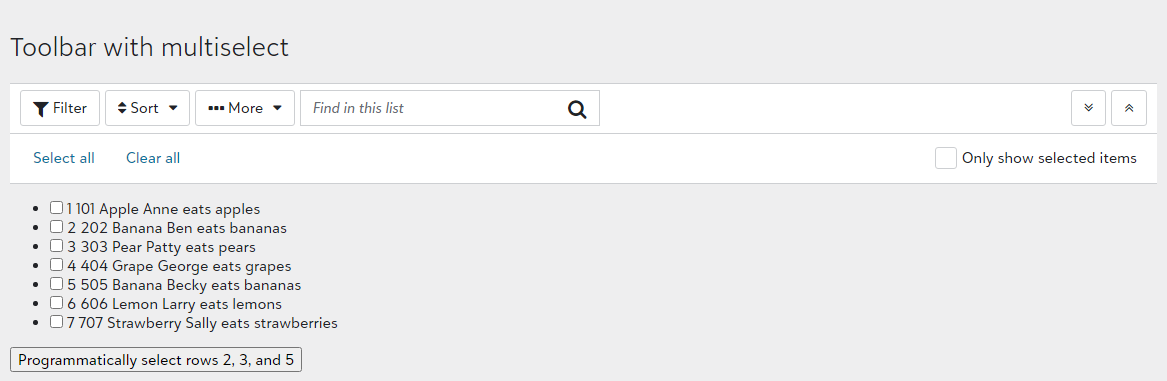 Toolbar with multiselect
Filter Sort More Find in this list
Select all Clear all Only show selected items
1 101 Apple Anne eats apples
2 202 Banana Ben eats bananas
3 303 Pear Patty eats pears
4 404 Grape George eats grapes
5 505 Banana Becky eats bananas
6 606 Lemon Larry eats lemons
7 707 Strawberry Sally eats strawberries
Programmatically select rows 2, 3, and 5